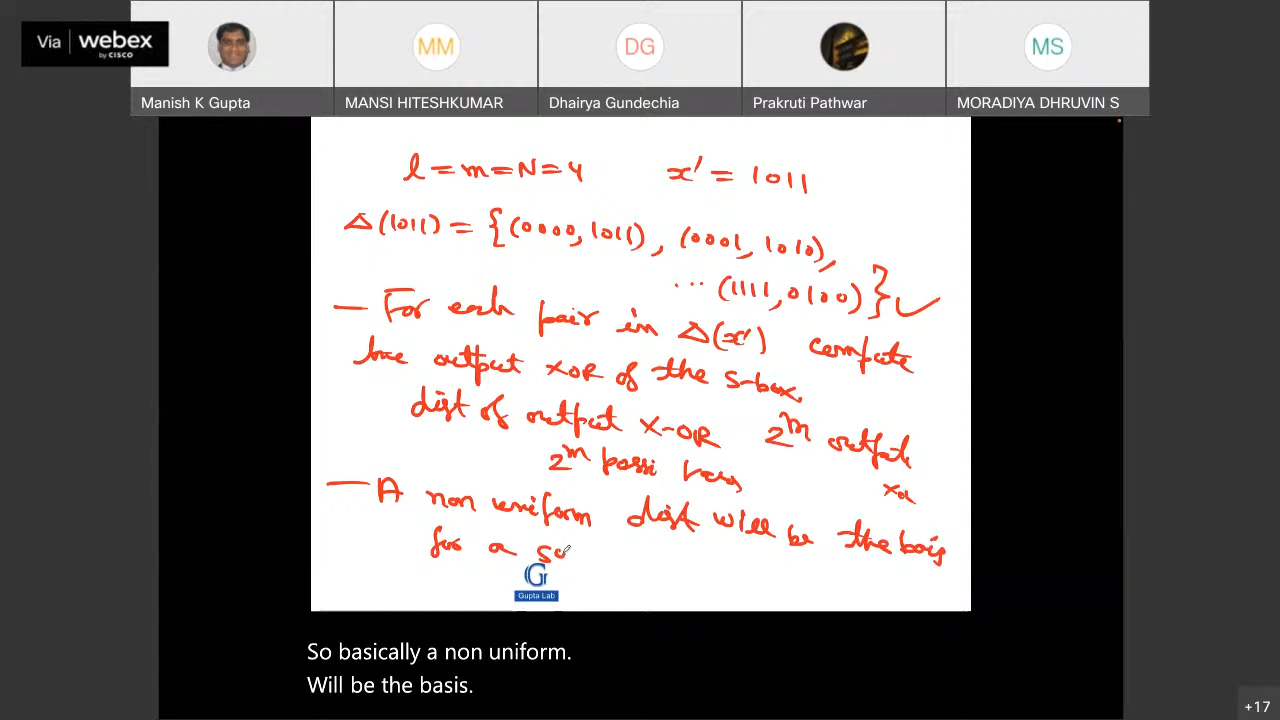 Via webex
by CISCO
MM
DG
MS
Manish K Gupta
MANSI HITESHKUMAR
Dhairya Gundechia
Prakruti Pathwar
MORADIYA DHRUVIN S
l = m = N = 4 x' = 1011
Δ(1011) = {(0000, 1011), (0001, 1010),
... (1111, 0100)} ✓
— For each pair in Δ(x') compute
the output XOR of the S-box,
dist of output X-OR 2^m output
xor
2^m possi
— A non uniform dist will be the basis
for a
G
Gupta Lab
So basically a non uniform.
Will be the basis.
+17